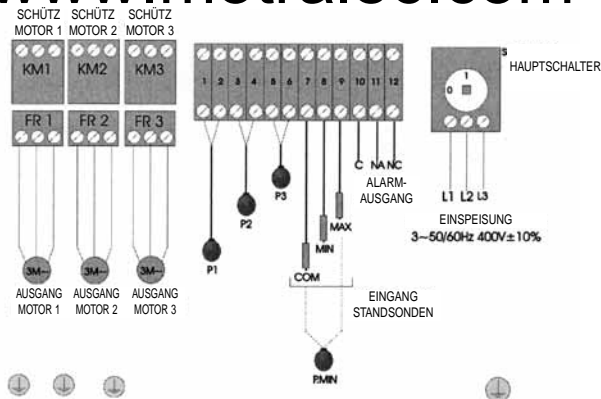 www.metralco.com
SCHÜTZ MOTOR 1
SCHÜTZ MOTOR 2
SCHÜTZ MOTOR 3
KM1
KM2
KM3
FR 1
FR 2
FR 3
3M~
3M~
3M~
AUSGANG MOTOR 1
AUSGANG MOTOR 2
AUSGANG MOTOR 3
1 2 3 4 5 6 7 8 9 10 11 12
P1
P2
P3
COM
MIN
MAX
C NA NC
ALARM-
AUSGANG
EINGANG
STANDSONDEN
P.MIN
S
1
0
HAUPTSCHALTER
L1 L2 L3
EINSPEISUNG
3~50/60Hz 400V±10%